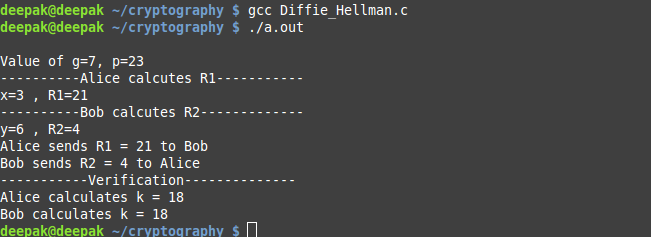 deepak@deepak ~/cryptography $ gcc Diffie_Hellman.c
deepak@deepak ~/cryptography $ ./a.out
Value of g=7, p=23
----------Alice calcutes R1-----------
x=3 , R1=21
----------Bob calcutes R2-------------
y=6 , R2=4
Alice sends R1 = 21 to Bob
Bob sends R2 = 4 to Alice
-----------Verification--------------
Alice calculates k = 18
Bob calculates k = 18
deepak@deepak ~/cryptography $